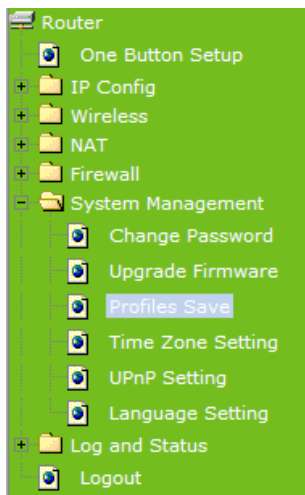 Router
One Button Setup
IP Config
Wireless
NAT
Firewall
System Management
Change Password
Upgrade Firmware
Profiles Save
Time Zone Setting
UPnP Setting
Language Setting
Log and Status
Logout